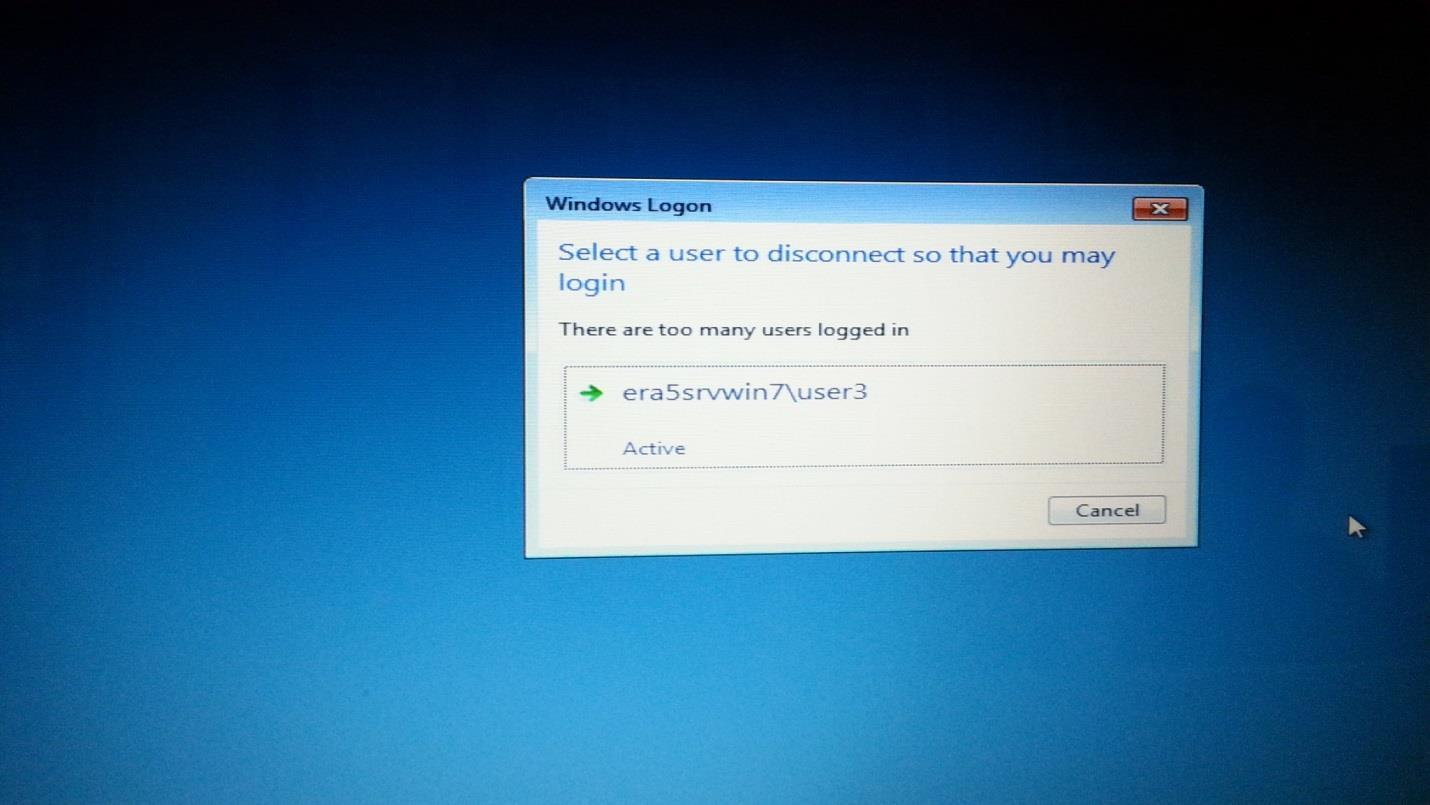 Windows Logon
Select a user to disconnect so that you may
login
There are too many users logged in
era5srvwin7\user3
Active
Cancel